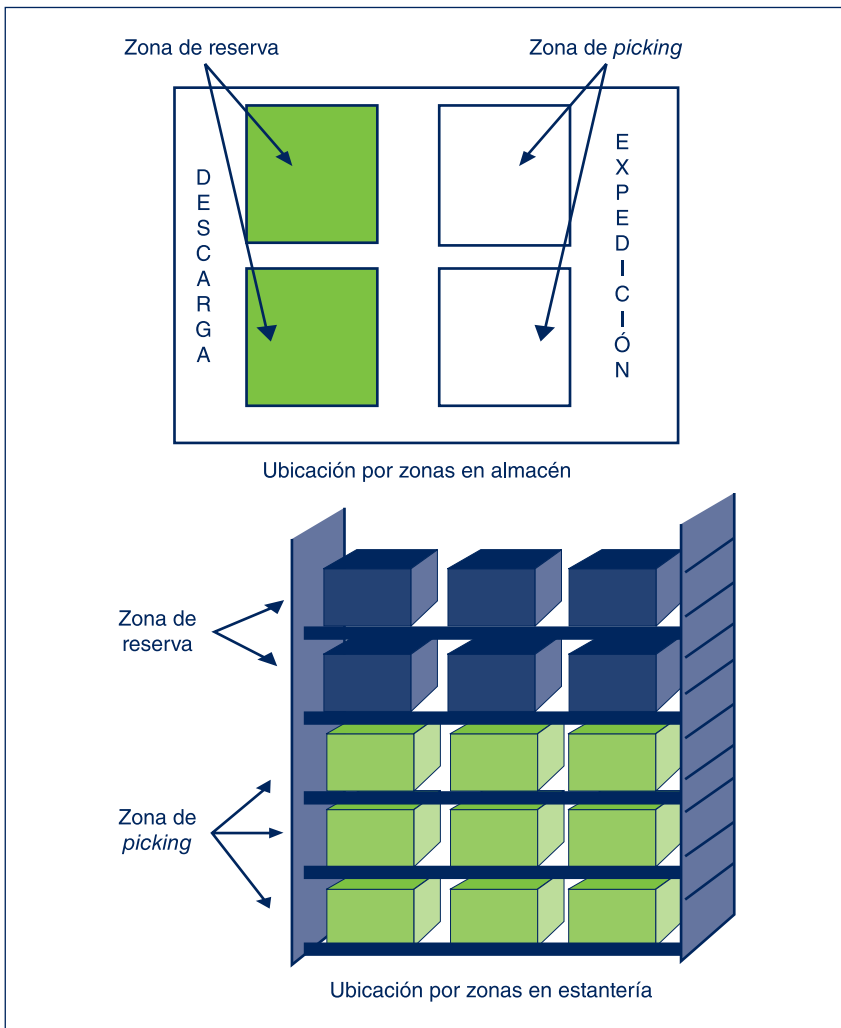 Zona de reserva
Zona de picking
DESCARGA
EXPEDICIÓN
Ubicación por zonas en almacén
Zona de
reserva
Zona de
picking
Ubicación por zonas en estantería